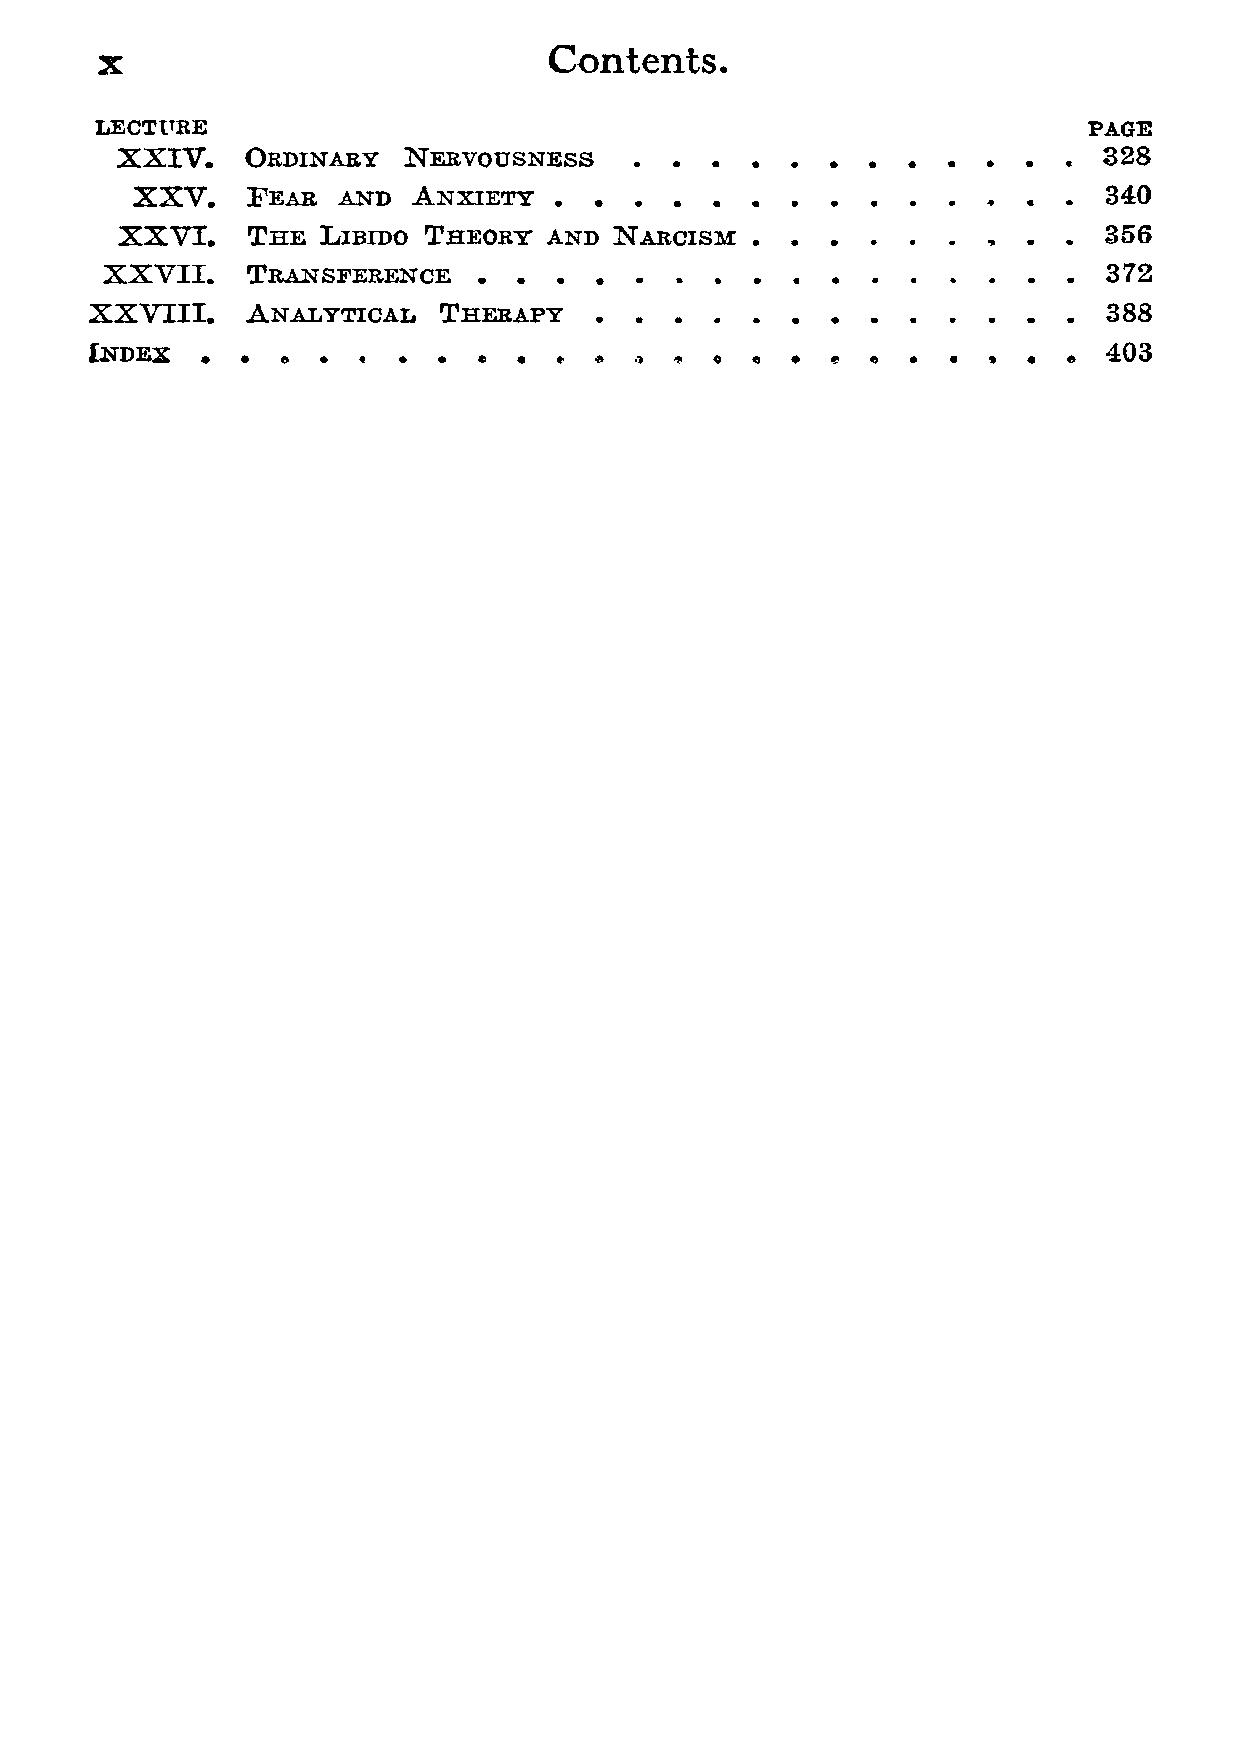 x Contents.
LECTURE PAGE
XXIV. ORDINARY NERVOUSNESS . . . . . . . . . . . . 328
XXV. FEAR AND ANXIETY . . . . . . . . . . . . . . 340
XXVI. THE LIBIDO THEORY AND NARCISM . . . . . . . . . 356
XXVII. TRANSFERENCE . . . . . . . . . . . . . . . . 372
XXVIII. ANALYTICAL THERAPY . . . . . . . . . . . . . 388
INDEX . . . . . . . . . . . . . . . . . . . . . . . 403